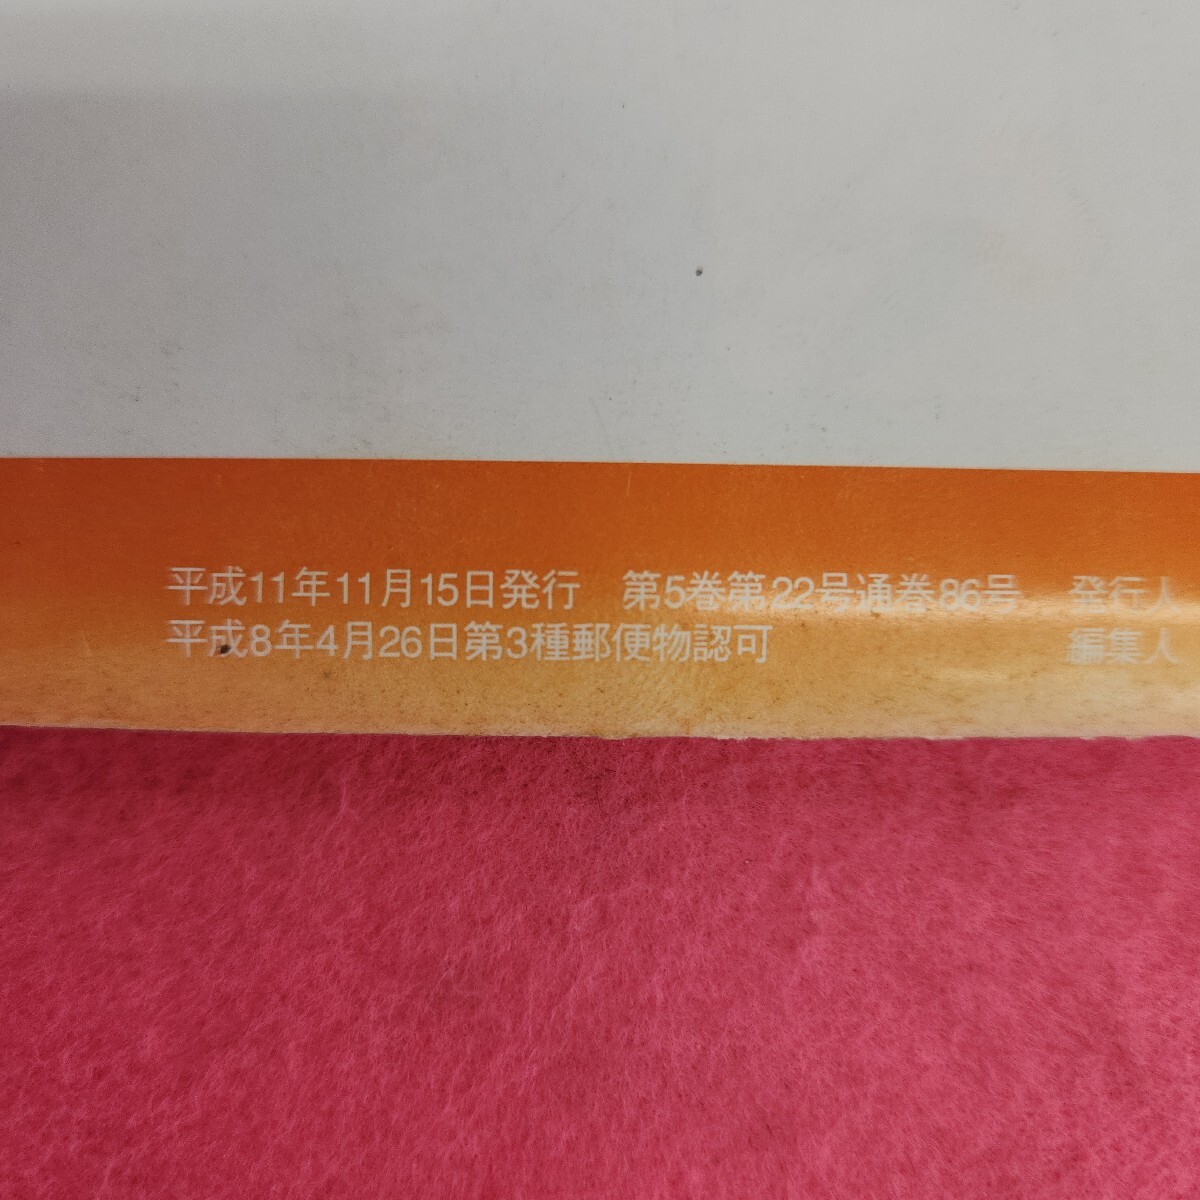 平成11年11月15日発行　第5巻第22号通巻86号　発行人
平成8年4月26日第3種郵便物認可　編集人